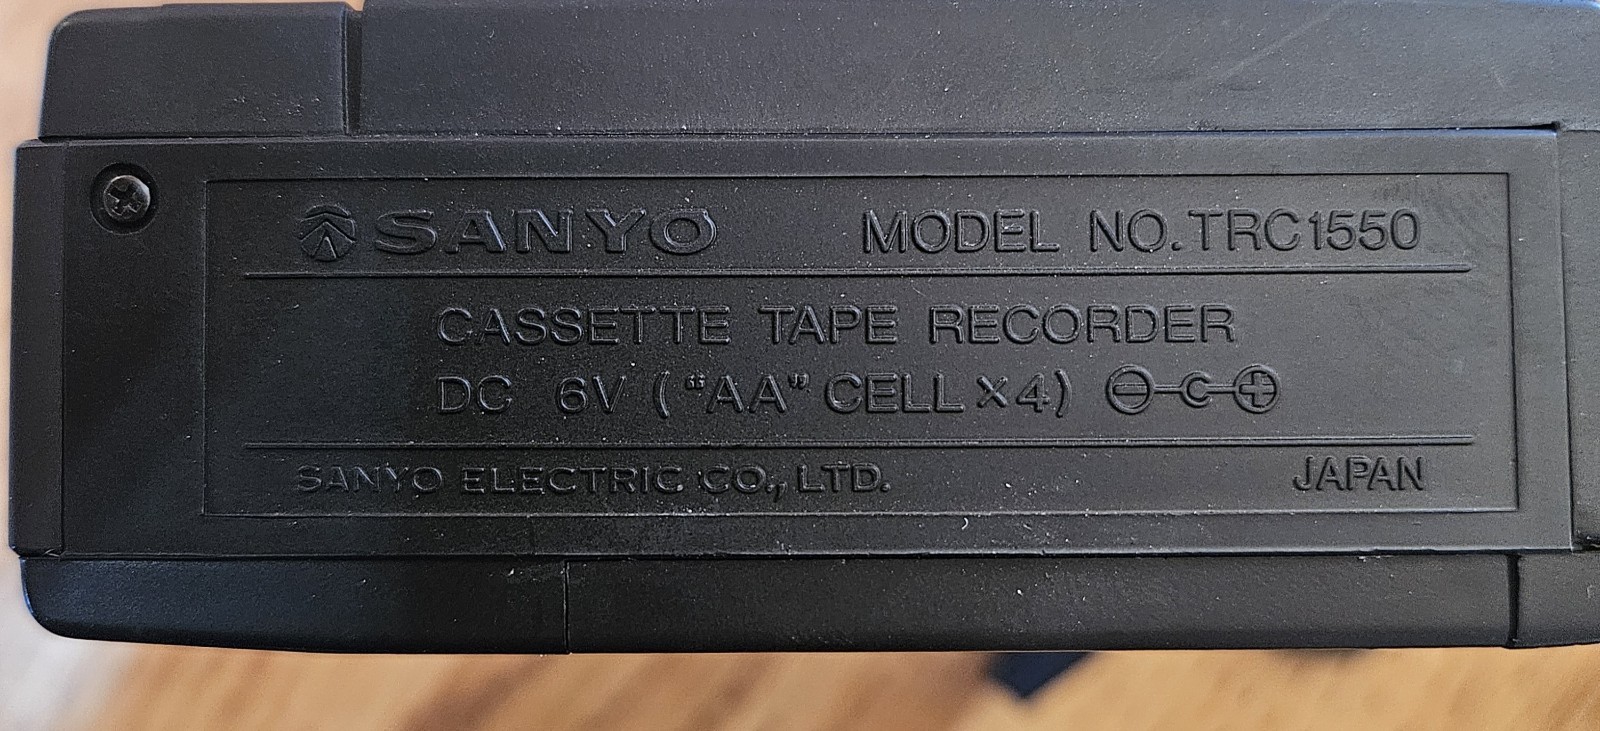 SANYO MODEL NO. TRC1550
CASSETTE TAPE RECORDER
DC 6V ("AA" CELL × 4) ⊖-C-⊕
SANYO ELECTRIC CO., LTD. JAPAN